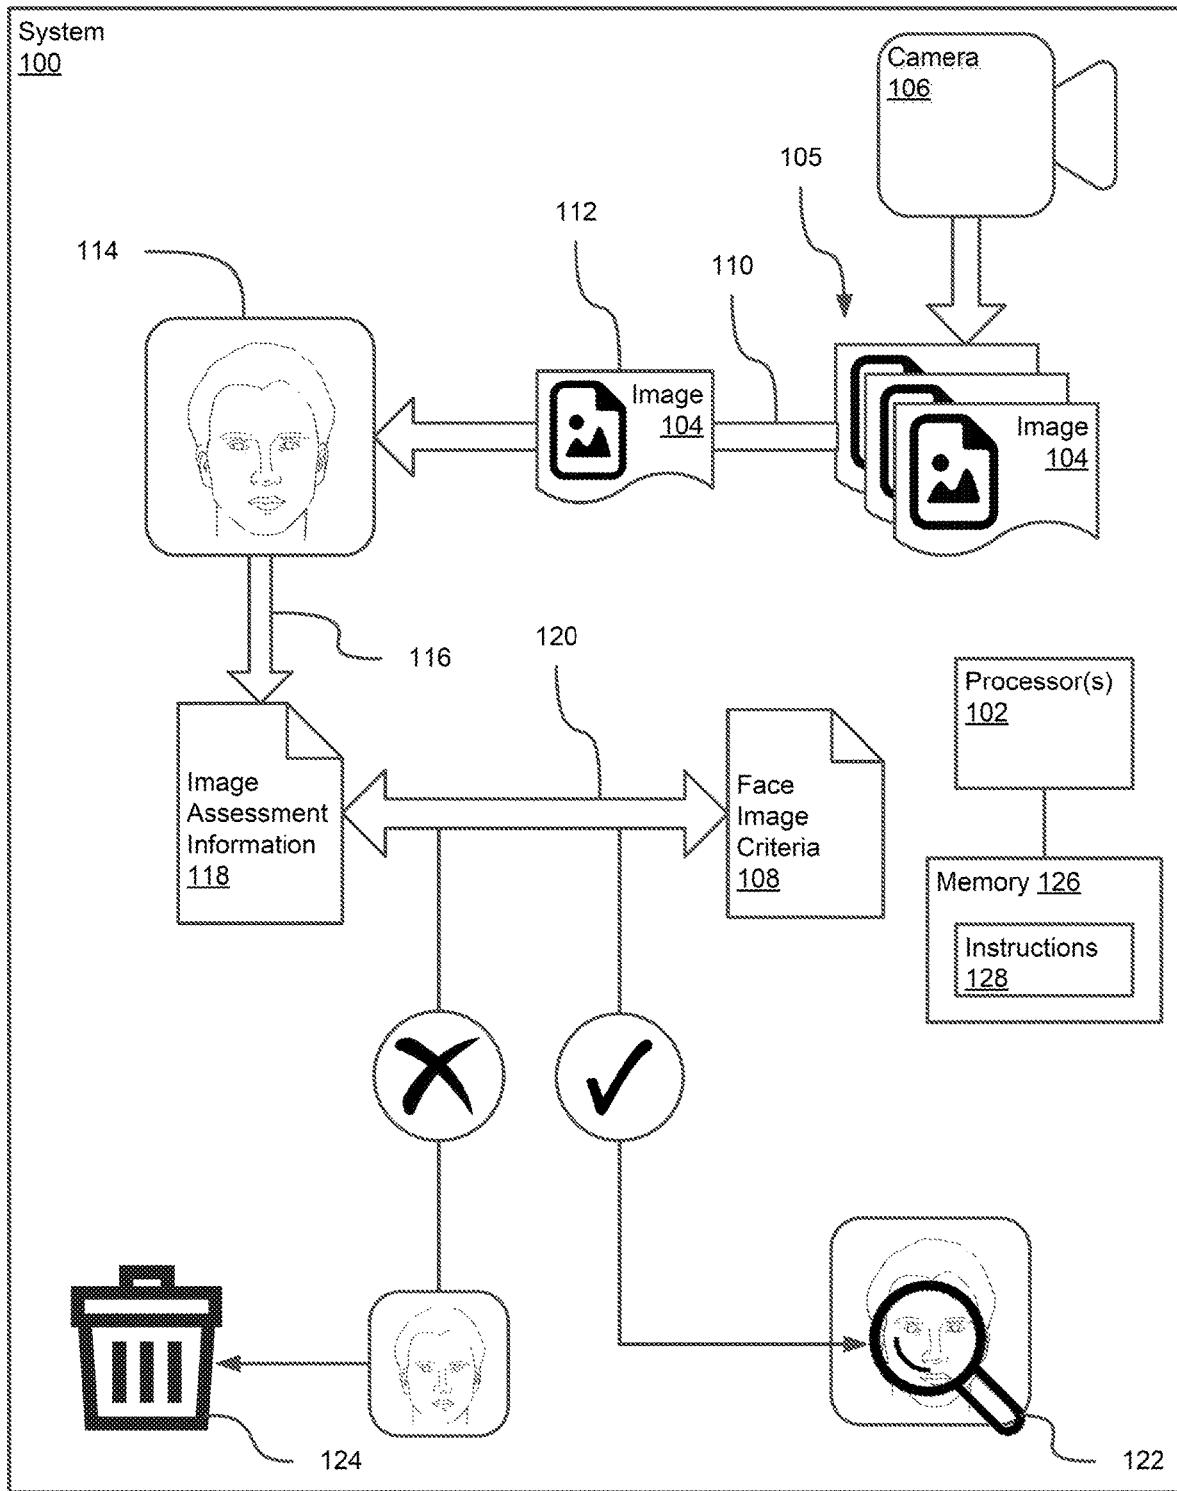 System
100
Camera
106
105
112
110
114
Image
104
Image
104
116
120
Processor(s)
102
Image
Assessment
Information
118
Face
Image
Criteria
108
Memory 126
Instructions
128
124
122